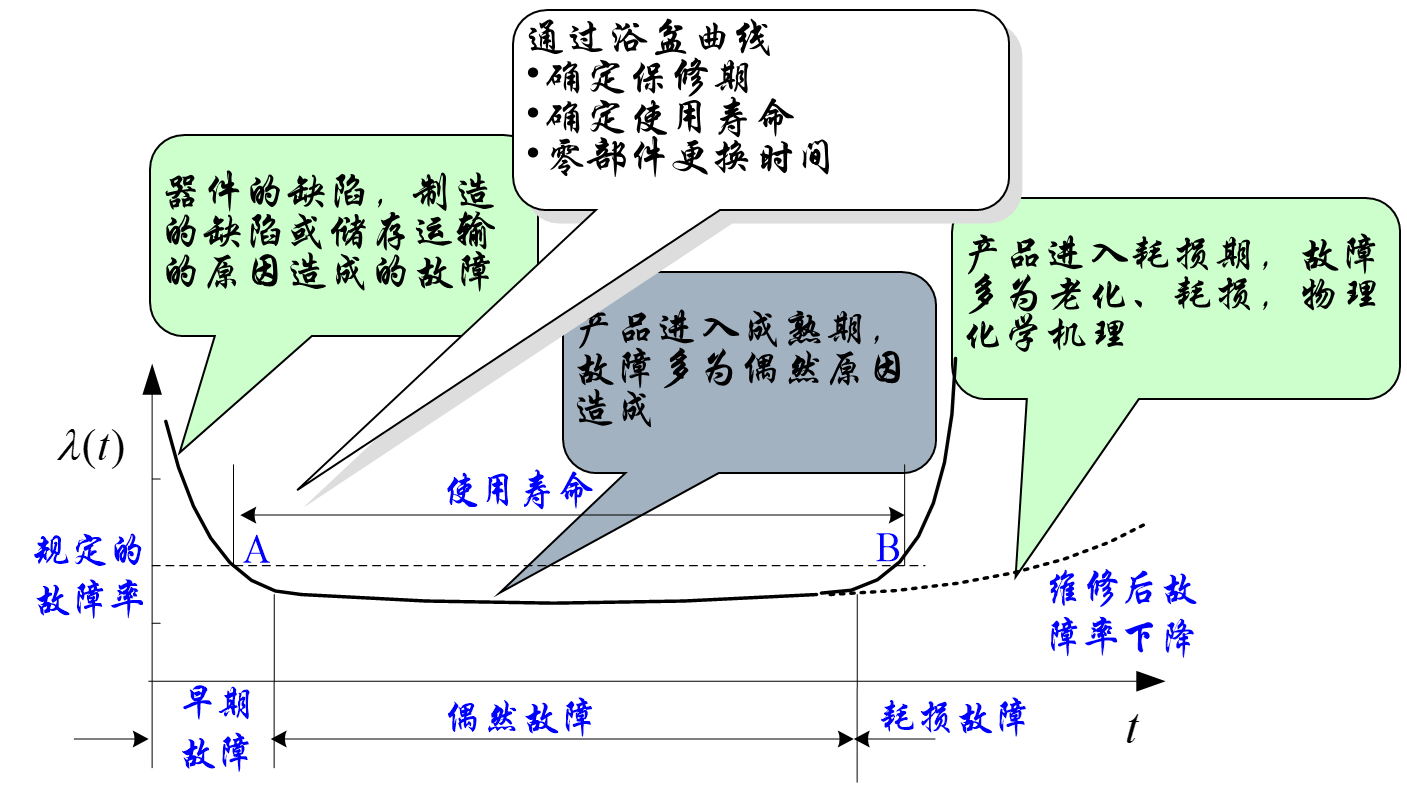 通过浴盆曲线
•确定保修期
•确定使用寿命
•零部件更换时间
器件的缺陷，制造
的缺陷或储存运输
的原因造成的故障
产品进入成熟期，
故障多为偶然原因
造成
产品进入耗损期，故障
多为老化、耗损，物理
化学机理
λ(t)
使用寿命
A
B
规定的
故障率
维修后故
障率下降
早期
故障
偶然故障
耗损故障
t